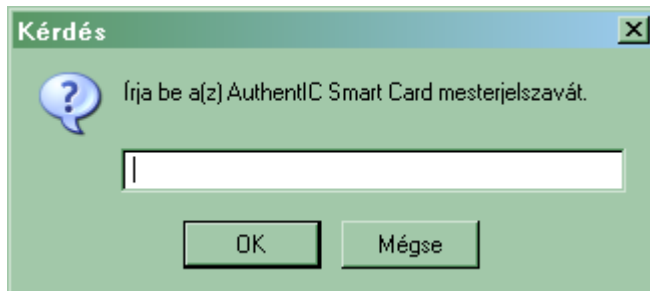 Kérdés
Írja be a(z) AuthentIC Smart Card mesterjelszavát.
OK
Mégse